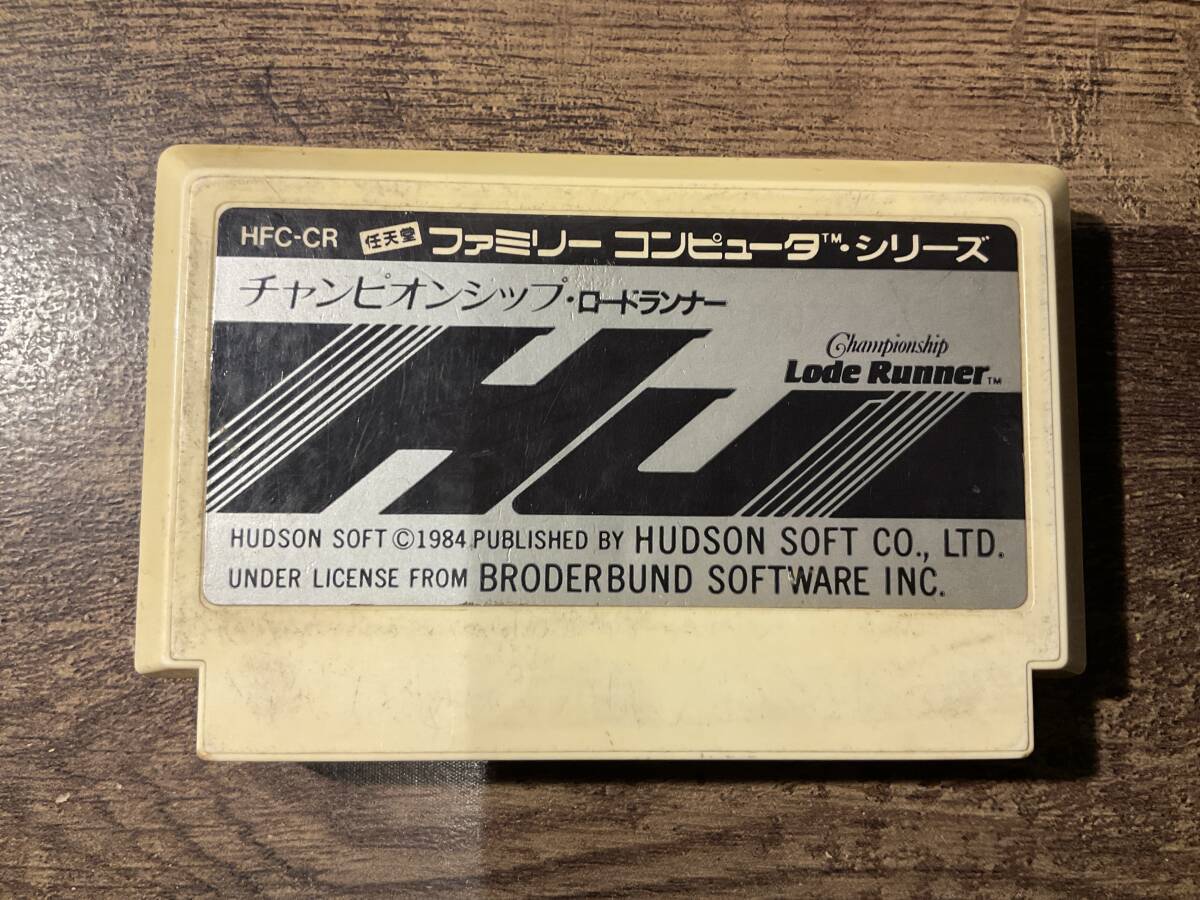 HFC-CR 任天堂 ファミリー コンピュータ™・シリーズ
チャンピオンシップ・ロードランナー
Championship
Lode Runner™
HU
HUDSON SOFT ©1984 PUBLISHED BY HUDSON SOFT CO., LTD.
UNDER LICENSE FROM BRODERBUND SOFTWARE INC.